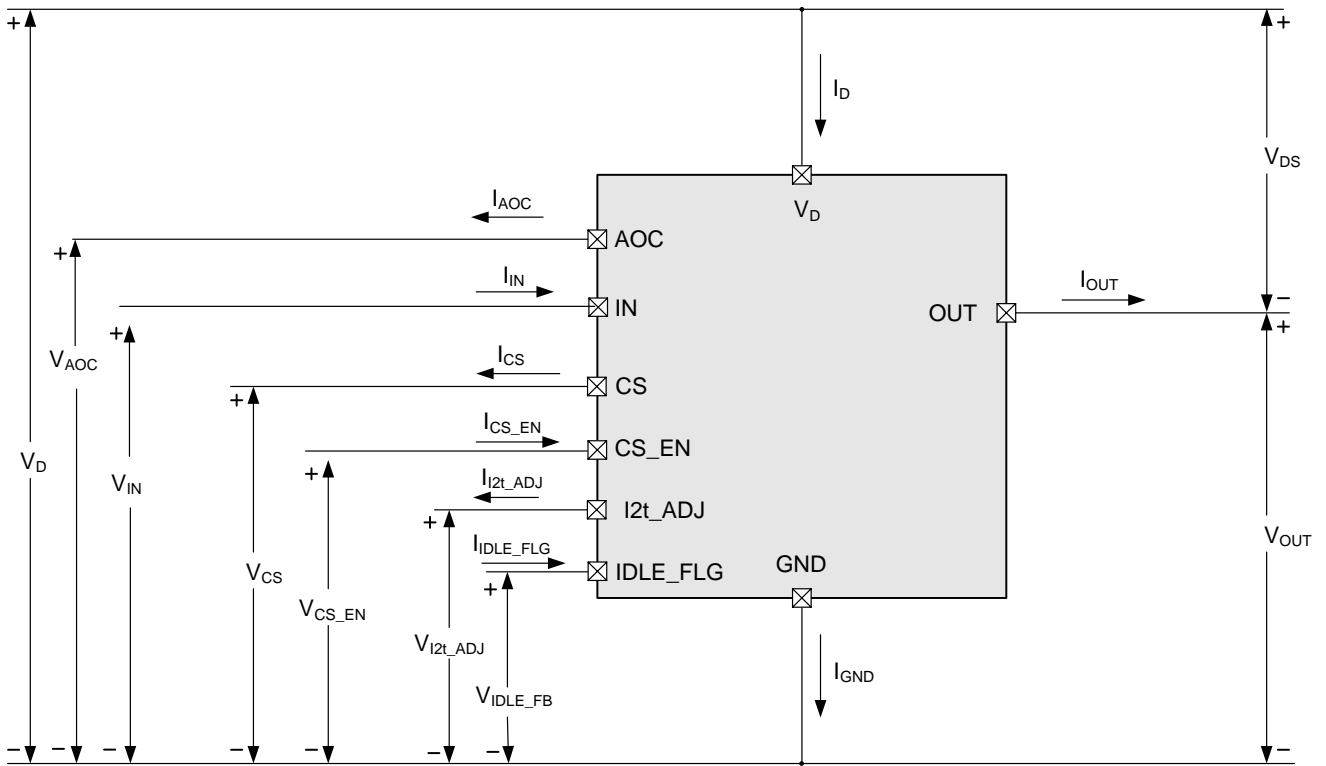 +
+
I_D
V_DS
V_D
I_AOC
AOC
+
I_IN
IN
OUT
I_OUT
−
+
+
V_AOC
I_CS
CS
+
I_CS_EN
CS_EN
V_D
+
V_IN
I_I2t_ADJ
I2t_ADJ
+
V_OUT
I_IDLE_FLG
IDLE_FLG
GND
V_CS
+
V_CS_EN
V_I2t_ADJ
I_GND
V_IDLE_FB
− − − − − − − −